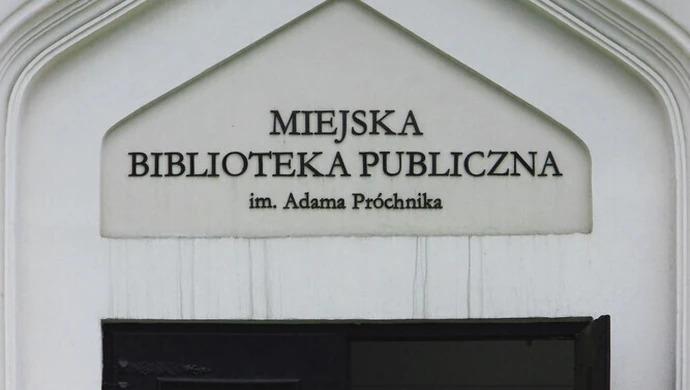 MIEJSKA
BIBLIOTEKA PUBLICZNA
im. Adama Próchnika